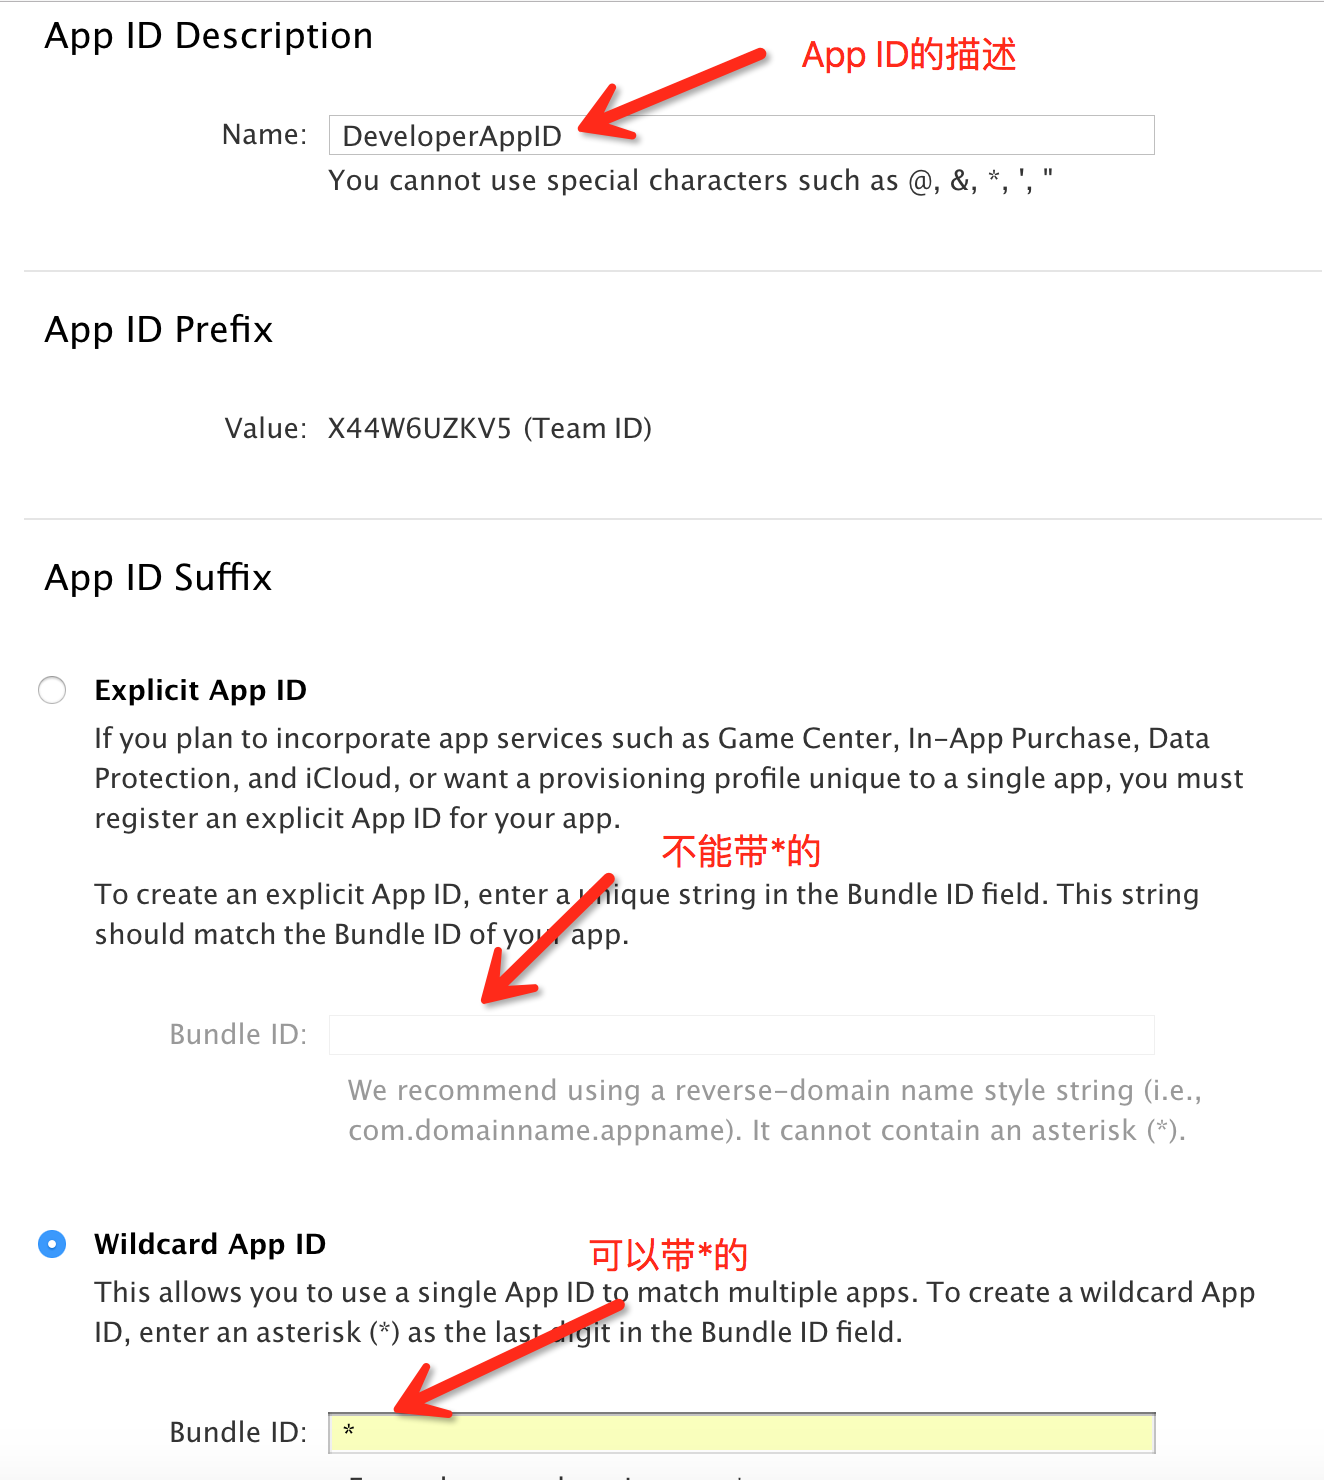 App ID Description
App ID的描述
Name: DeveloperAppID
You cannot use special characters such as @, &, *, ', "
App ID Prefix
Value: X44W6UZKV5 (Team ID)
App ID Suffix
Explicit App ID
If you plan to incorporate app services such as Game Center, In-App Purchase, Data
Protection, and iCloud, or want a provisioning profile unique to a single app, you must
register an explicit App ID for your app.
不能带*的
To create an explicit App ID, enter a unique string in the Bundle ID field. This string
should match the Bundle ID of your app.
Bundle ID:
We recommend using a reverse-domain name style string (i.e.,
com.domainname.appname). It cannot contain an asterisk (*).
Wildcard App ID
可以带*的
This allows you to use a single App ID to match multiple apps. To create a wildcard App
ID, enter an asterisk (*) as the last digit in the Bundle ID field.
Bundle ID: *